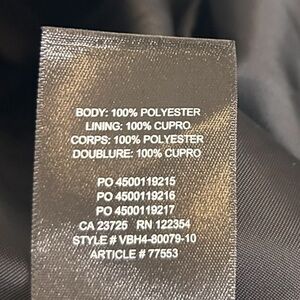 BODY: 100% POLYESTER
LINING: 100% CUPRO
CORPS: 100% POLYESTER
DOUBLURE: 100% CUPRO
PO 4500119215
PO 4500119216
PO 4500119217
CA 23725 RN 122354
STYLE # VBH4-80079-10
ARTICLE # 77553